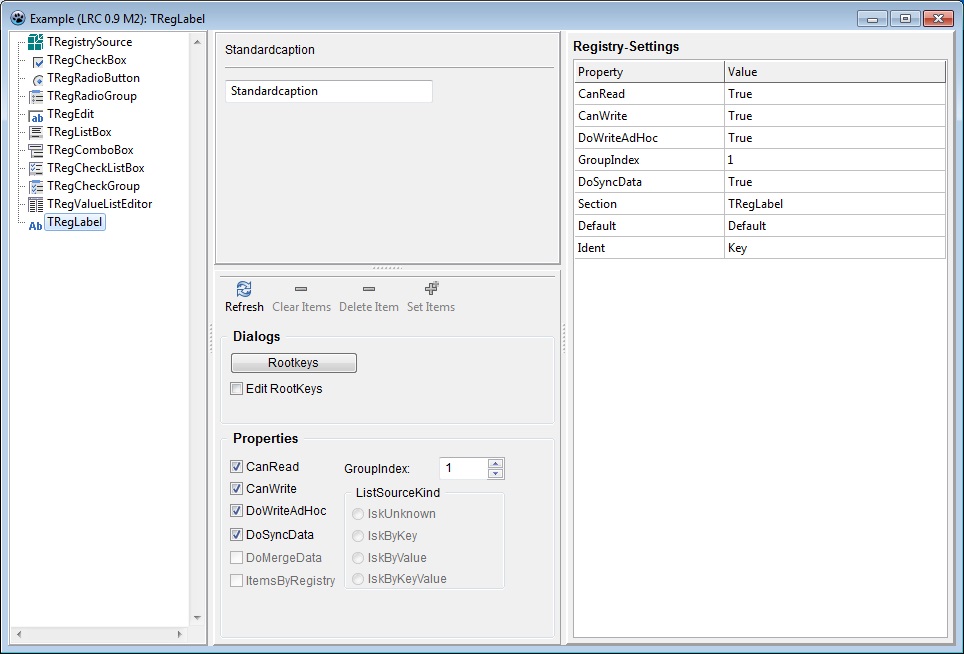 Example (LRC 0.9 M2): TRegLabel
TRegistrySource
TRegCheckBox
TRegRadioButton
TRegRadioGroup
TRegEdit
TRegListBox
TRegComboBox
TRegCheckListBox
TRegCheckGroup
TRegValueListEditor
TRegLabel
Standardcaption
Standardcaption
Refresh Clear Items Delete Item Set Items
Dialogs
Rootkeys
Edit RootKeys
Properties
CanRead
CanWrite
DoWriteAdHoc
DoSyncData
DoMergeData
ItemsByRegistry
GroupIndex: 1
ListSourceKind
lskUnknown
lskByKey
lskByValue
lskByKeyValue
Registry-Settings
Property Value
CanRead True
CanWrite True
DoWriteAdHoc True
GroupIndex 1
DoSyncData True
Section TRegLabel
Default Default
Ident Key